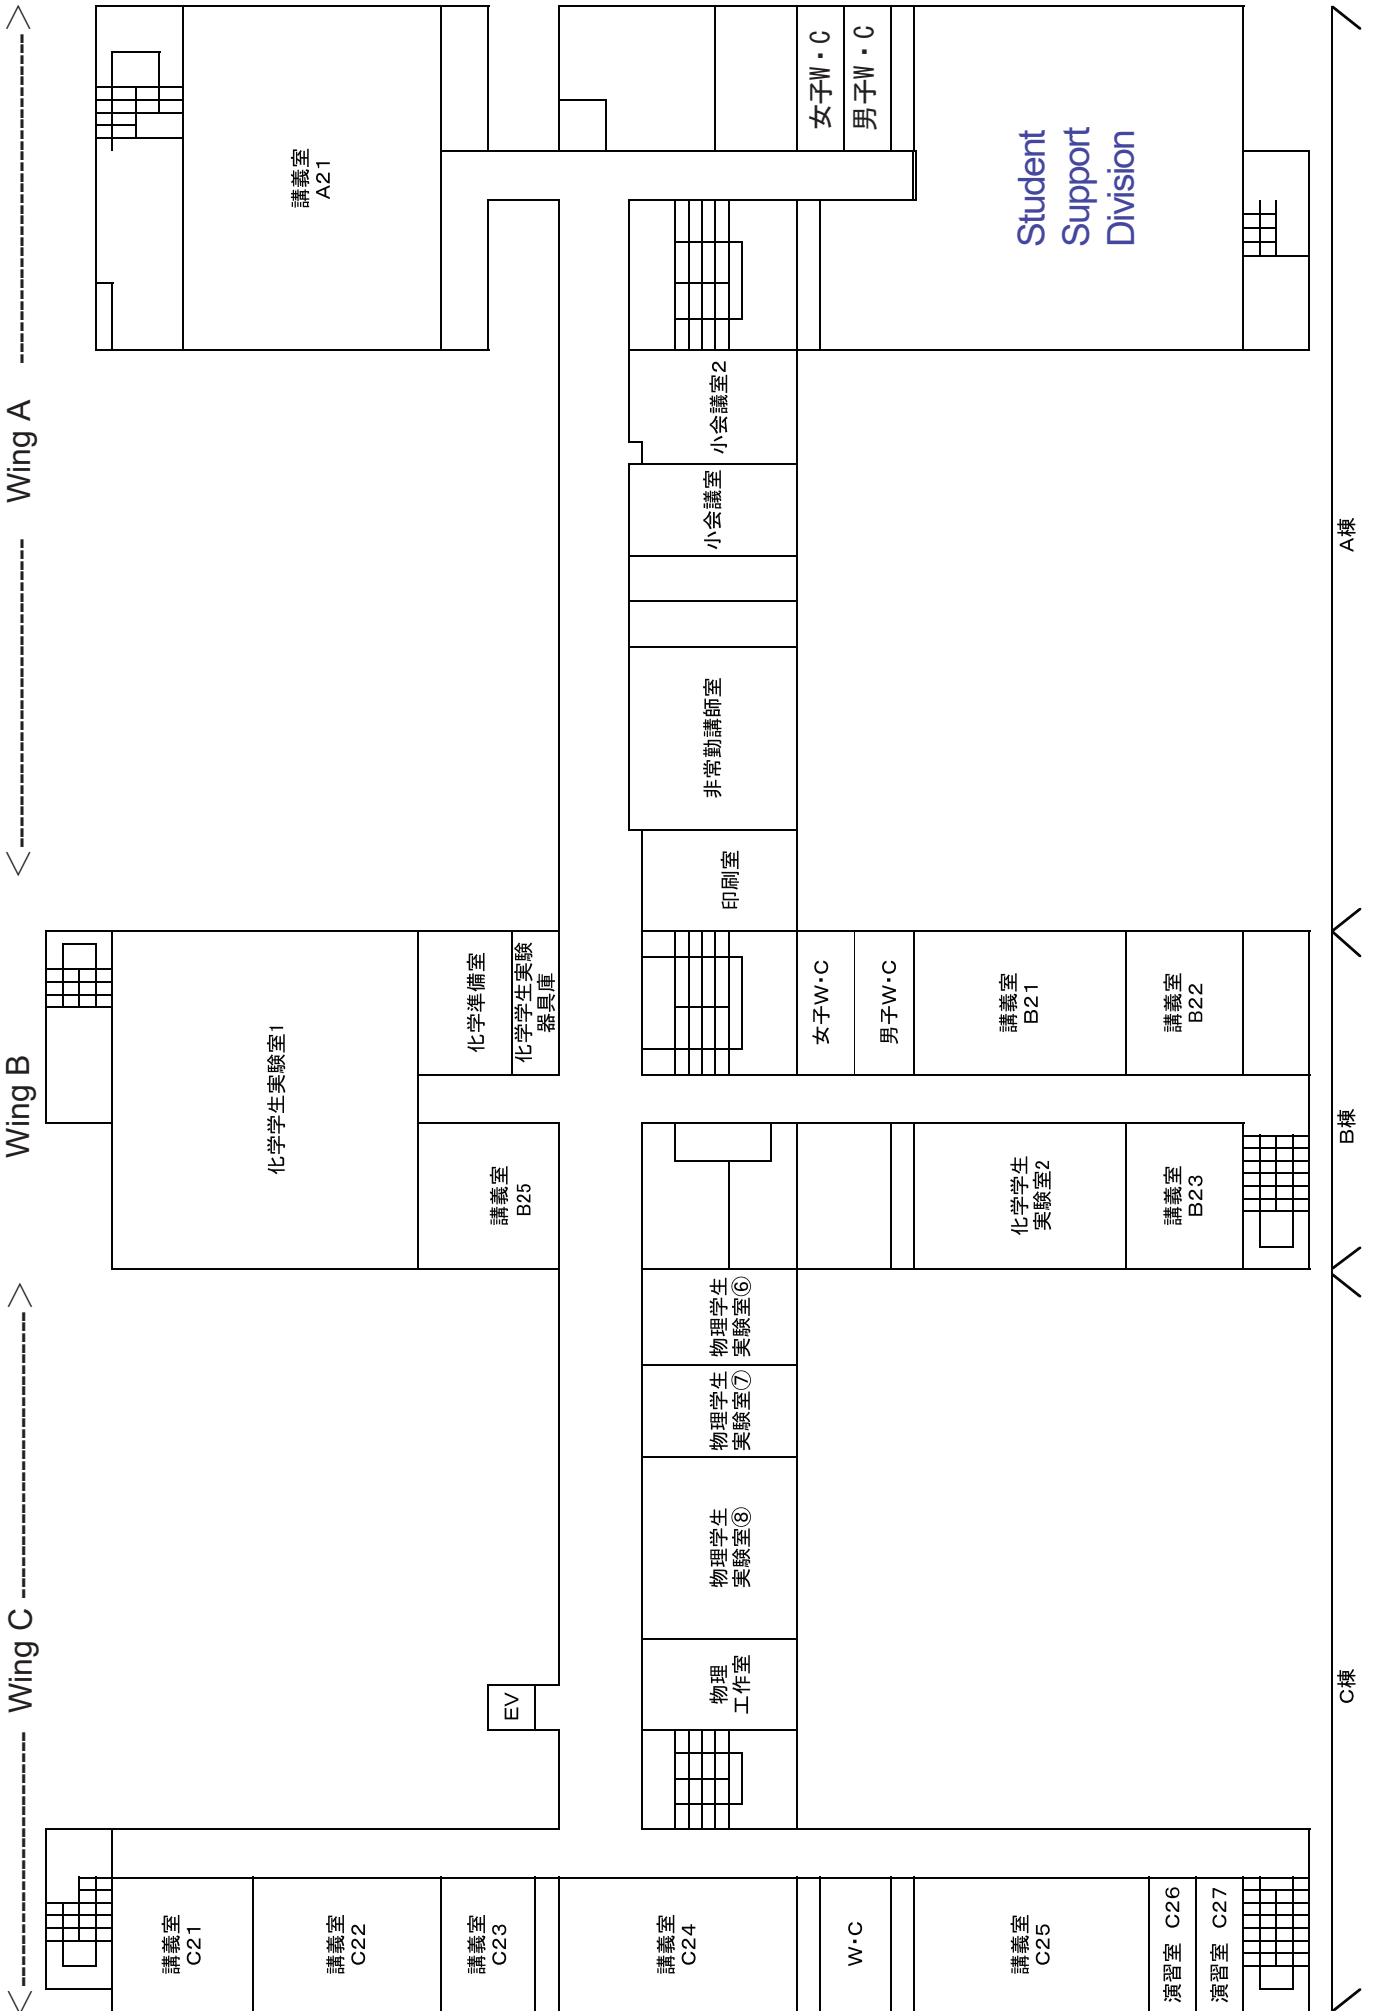 Wing A
Wing B
Wing C
講義室
A21
女子W・C
男子W・C
Student
Support
Division
小会議室2
小会議室
非常勤講師室
印刷室
A棟
化学学生実験室1
化学準備室
化学学生実験
器具庫
女子W・C
男子W・C
講義室
B21
講義室
B22
講義室
B25
化学学生
実験室2
講義室
B23
B棟
物理学生
実験室⑥
物理学生
実験室⑦
物理学生
実験室⑧
物理
工作室
EV
C棟
講義室
C21
講義室
C22
講義室
C23
講義室
C24
W・C
講義室
C25
演習室 C26
演習室 C27